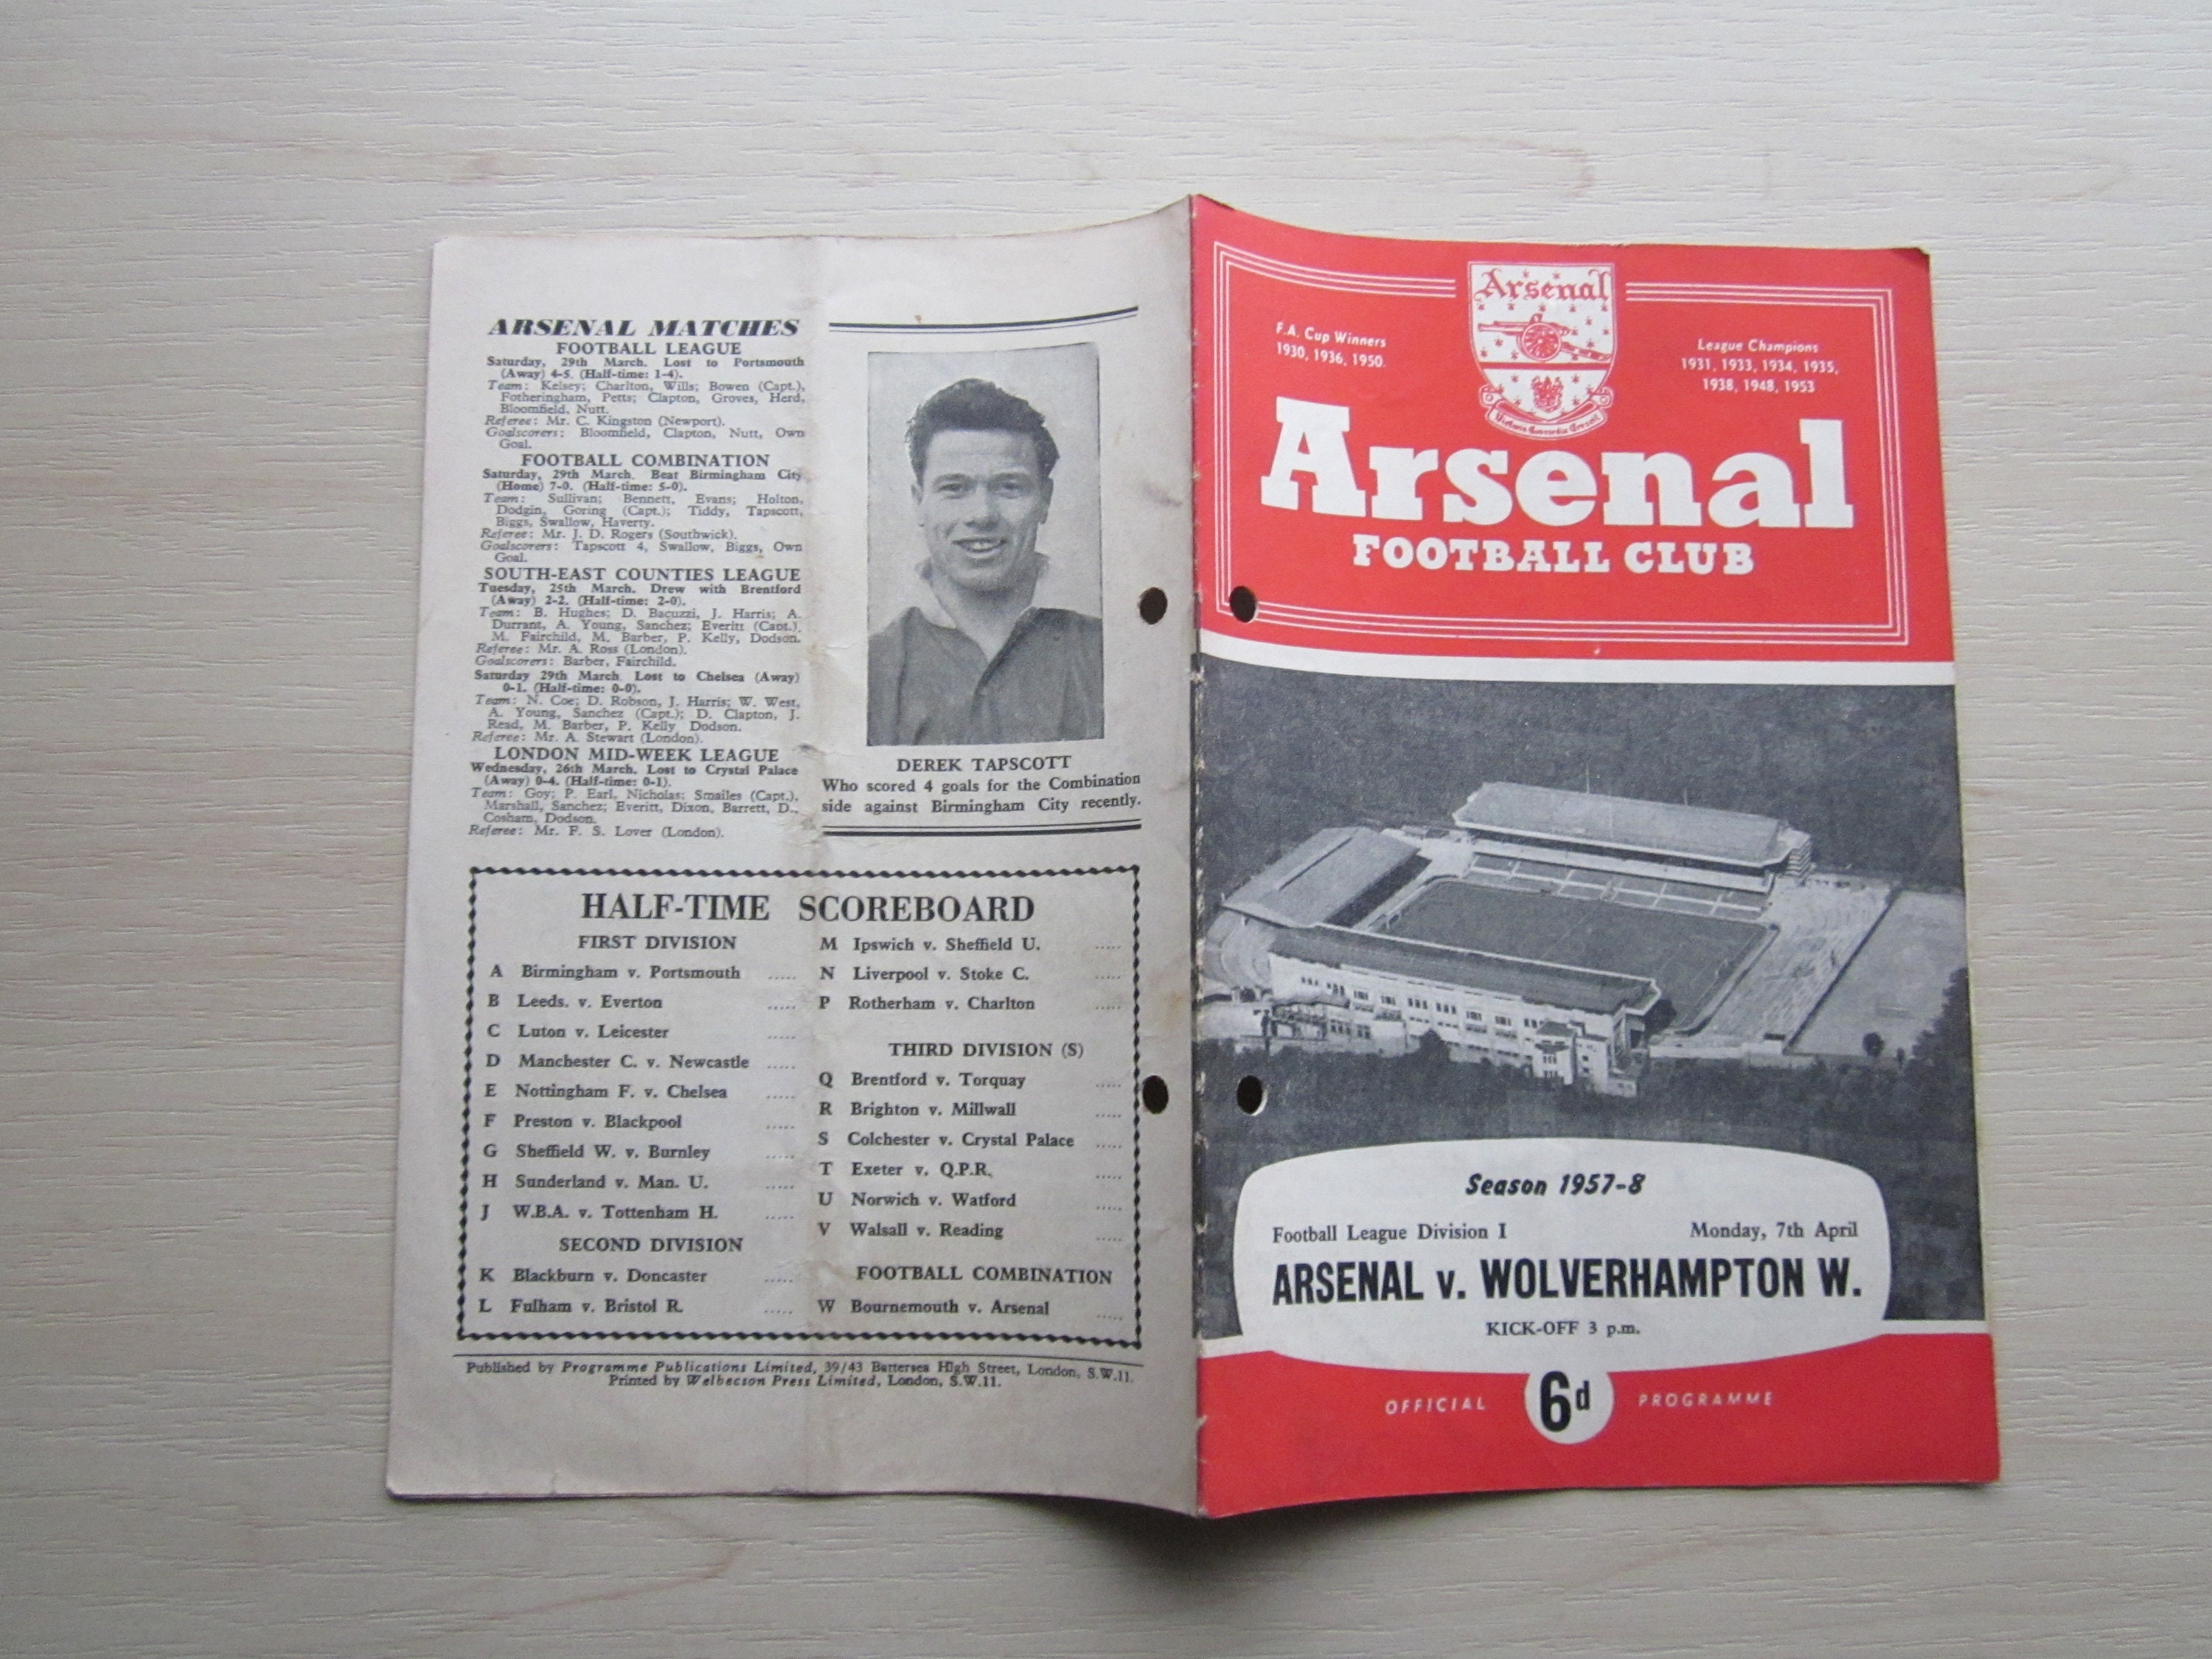 ARSENAL MATCHES
FOOTBALL LEAGUE
Saturday, 29th March. Lost to Portsmouth
(Away) 4-5. (Half-time: 1-4).
Team: Kelsey; Charlton, Wills; Bowen (Capt.),
Fotheringham, Petts; Clapton, Groves, Herd,
Bloomfield, Nutt.
Referee: Mr. C. Kingston (Newport).
Goalscorers: Bloomfield, Clapton, Nutt, Own
Goal.
FOOTBALL COMBINATION
Saturday, 29th March. Beat Birmingham City
(Home) 7-0. (Half-time: 5-0).
Team: Sullivan; Bennett, Evans; Holton,
Dodgin, Goring (Capt.); Tiddy, Tapscott,
Biggs, Swallow, Haverty.
Referee: Mr. J. D. Rogers (Southwick).
Goalscorers: Tapscott 4, Swallow, Biggs, Own
Goal.
SOUTH-EAST COUNTIES LEAGUE
Tuesday, 25th March. Drew with Brentford
(Away) 2-2. (Half-time: 2-0).
Team: B. Hughes; D. Bacuzzi, J. Harris; A.
Durrant, A. Young, Sanchez; Everitt (Capt.)
M. Fairchild, M. Barber, P. Kelly, Dodson.
Referee: Mr. A. Ross (London).
Goalscorers: Barber, Fairchild.
Saturday 29th March. Lost to Chelsea (Away)
0-1. (Half-time: 0-0).
Team: N. Coe; D. Robson, J. Harris; W. West,
A. Young, Sanchez (Capt.); D. Clapton, J.
Read, M. Barber, P. Kelly Dodson.
Referee: Mr. A. Stewart (London).
LONDON MID-WEEK LEAGUE
Wednesday, 26th March. Lost to Crystal Palace
(Away) 0-4. (Half-time: 0-1).
Team: Goy; P. Earl, Nicholas; Smailes (Capt.),
Marshall, Sanchez; Everitt, Dixon, Barrett, D.,
Cosham, Dodson.
Referee: Mr. F. S. Lover (London).
DEREK TAPSCOTT
Who scored 4 goals for the Combination
side against Birmingham City recently.
HALF-TIME SCOREBOARD
FIRST DIVISION
A Birmingham v. Portsmouth .....
B Leeds. v. Everton .....
C Luton v. Leicester .....
D Manchester C. v. Newcastle .....
E Nottingham F. v. Chelsea .....
F Preston v. Blackpool .....
G Sheffield W. v. Burnley .....
H Sunderland v. Man. U. .....
J W.B.A. v. Tottenham H. .....
SECOND DIVISION
K Blackburn v. Doncaster .....
L Fulham v. Bristol R. .....
M Ipswich v. Sheffield U. .....
N Liverpool v. Stoke C. .....
P Rotherham v. Charlton .....
THIRD DIVISION (S)
Q Brentford v. Torquay .....
R Brighton v. Millwall .....
S Colchester v. Crystal Palace .....
T Exeter v. Q.P.R. .....
U Norwich v. Watford .....
V Walsall v. Reading .....
FOOTBALL COMBINATION
W Bournemouth v. Arsenal .....
Published by Programme Publications Limited, 39/43 Battersea High Street, London, S.W.11.
Printed by Welbecson Press Limited, London, S.W.11.
Arsenal
Victoria Concordia Crescit
F.A. Cup Winners
1930, 1936, 1950.
League Champions
1931, 1933, 1934, 1935,
1938, 1948, 1953
Arsenal
FOOTBALL CLUB
Season 1957-8
Football League Division I Monday, 7th April
ARSENAL v. WOLVERHAMPTON W.
KICK-OFF 3 p.m.
OFFICIAL 6d PROGRAMME